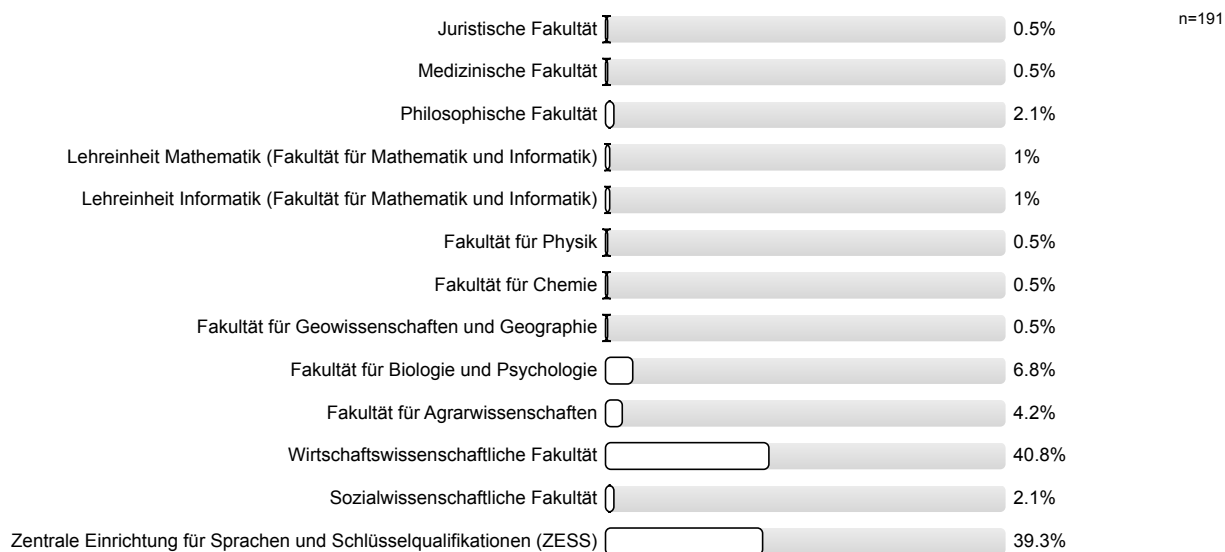 n=191
Juristische Fakultät 0.5%
Medizinische Fakultät 0.5%
Philosophische Fakultät 2.1%
Lehreinheit Mathematik (Fakultät für Mathematik und Informatik) 1%
Lehreinheit Informatik (Fakultät für Mathematik und Informatik) 1%
Fakultät für Physik 0.5%
Fakultät für Chemie 0.5%
Fakultät für Geowissenschaften und Geographie 0.5%
Fakultät für Biologie und Psychologie 6.8%
Fakultät für Agrarwissenschaften 4.2%
Wirtschaftswissenschaftliche Fakultät 40.8%
Sozialwissenschaftliche Fakultät 2.1%
Zentrale Einrichtung für Sprachen und Schlüsselqualifikationen (ZESS) 39.3%